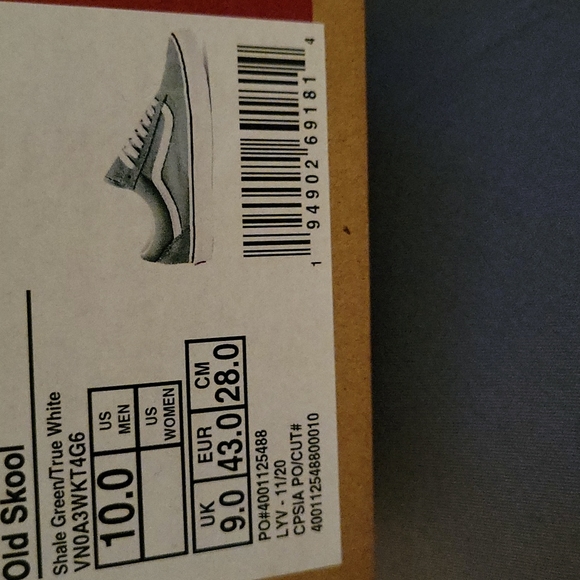 Old Skool
Shale Green/True White
VN0A3WKT4G6
10.0 US MEN
US WOMEN
UK EUR CM
9.0 43.0 28.0
PO#4001125488
LYV - 11/20
CPSIA PO/CUT#
400112548800010
1 94902 69181 4